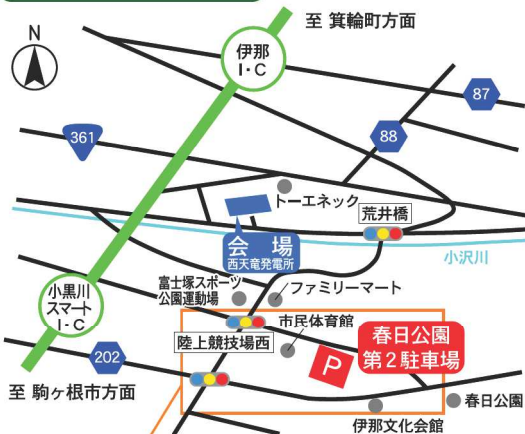 至 箕輪町方面
N
伊那
I・C
87
361
88
トーエネック
荒井橋
会 場
西天竜発電所
小沢川
小黒川
スマート
I・C
富士塚スポーツ
公園運動場
ファミリーマート
市民体育館
陸上競技場西
春日公園
第2駐車場
P
202
至 駒ヶ根市方面
春日公園
伊那文化会館